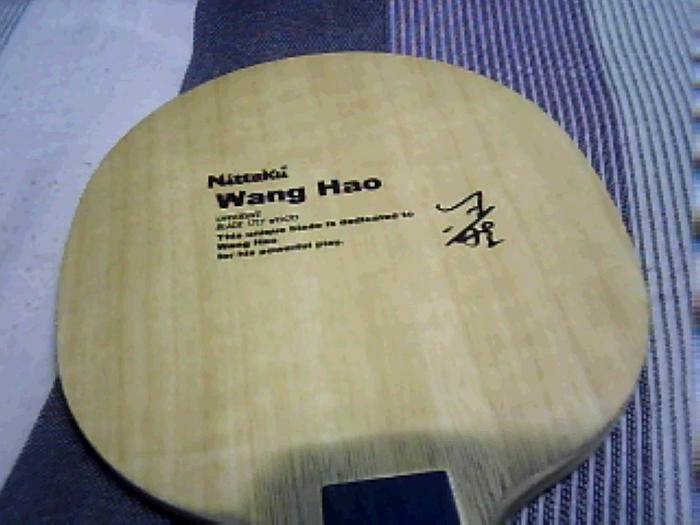 Nittaku
Wang Hao
This unique blade is dedicated to
Wang Hao
for his powerful play.